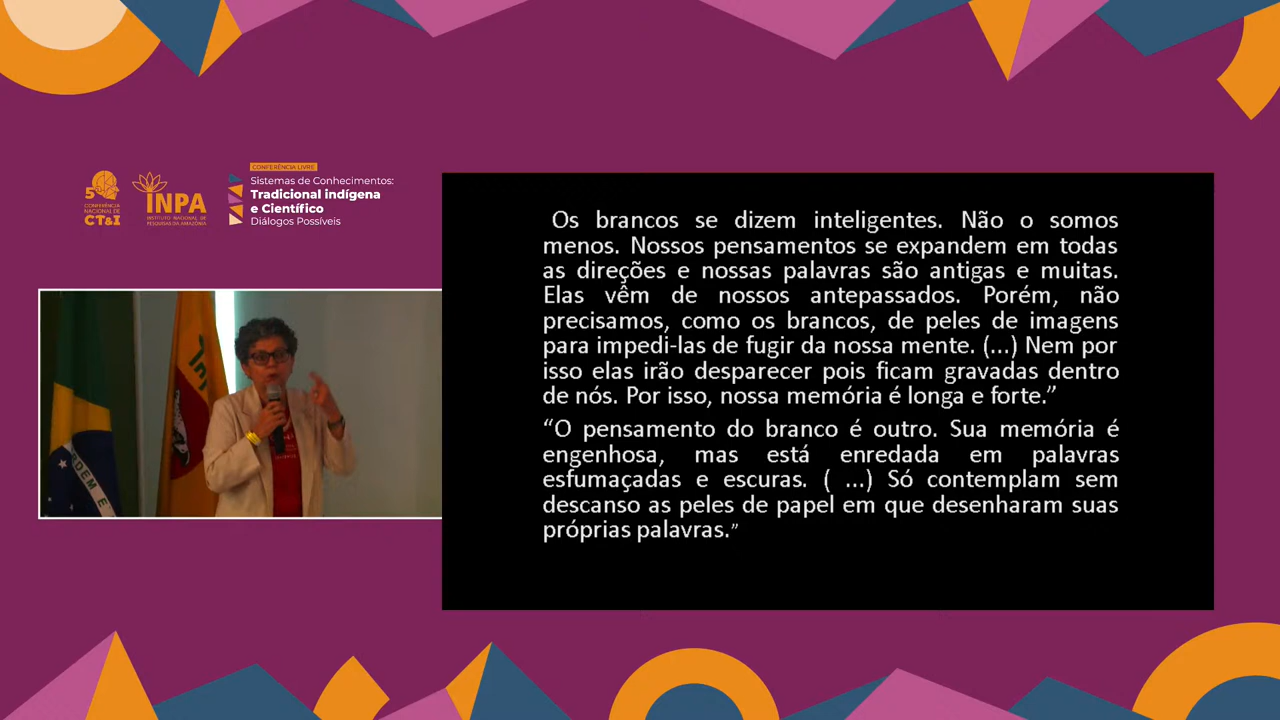 CONFERÊNCIA LIVRE
5ª
CONFERÊNCIA
NACIONAL DE
CT&I
INPA
INSTITUTO NACIONAL DE
PESQUISAS DA AMAZÔNIA
Sistemas de Conhecimentos:
Tradicional indígena
e Científico
Diálogos Possíveis
Os brancos se dizem inteligentes. Não o somos
menos. Nossos pensamentos se expandem em todas
as direções e nossas palavras são antigas e muitas.
Elas vêm de nossos antepassados. Porém, não
precisamos, como os brancos, de peles de imagens
para impedi-las de fugir da nossa mente. (...) Nem por
isso elas irão desparecer pois ficam gravadas dentro
de nós. Por isso, nossa memória é longa e forte.”
“O pensamento do branco é outro. Sua memória é
engenhosa, mas está enredada em palavras
esfumaçadas e escuras. ( ...) Só contemplam sem
descanso as peles de papel em que desenharam suas
próprias palavras.”